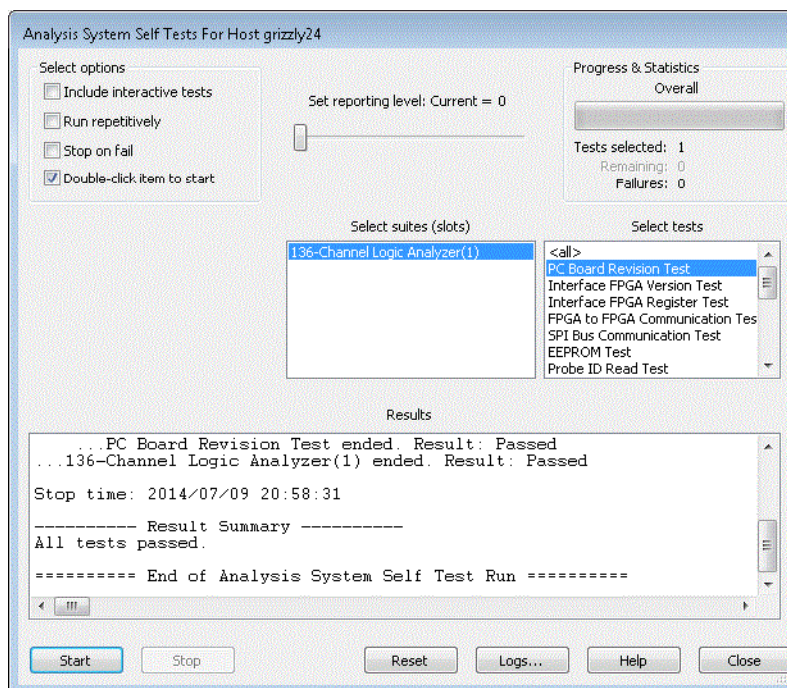 Analysis System Self Tests For Host grizzly24
Select options
Include interactive tests
Run repetitively
Stop on fail
Double-click item to start
Set reporting level: Current = 0
Progress & Statistics
Overall
Tests selected: 1
Remaining: 0
Failures: 0
Select suites (slots)
136-Channel Logic Analyzer(1)
Select tests
<all>
PC Board Revision Test
Interface FPGA Version Test
Interface FPGA Register Test
FPGA to FPGA Communication Tes
SPI Bus Communication Test
EEPROM Test
Probe ID Read Test
Results
...PC Board Revision Test ended. Result: Passed
...136-Channel Logic Analyzer(1) ended. Result: Passed
Stop time: 2014/07/09 20:58:31
---------- Result Summary ----------
All tests passed.
========== End of Analysis System Self Test Run ==========
Start
Stop
Reset
Logs...
Help
Close